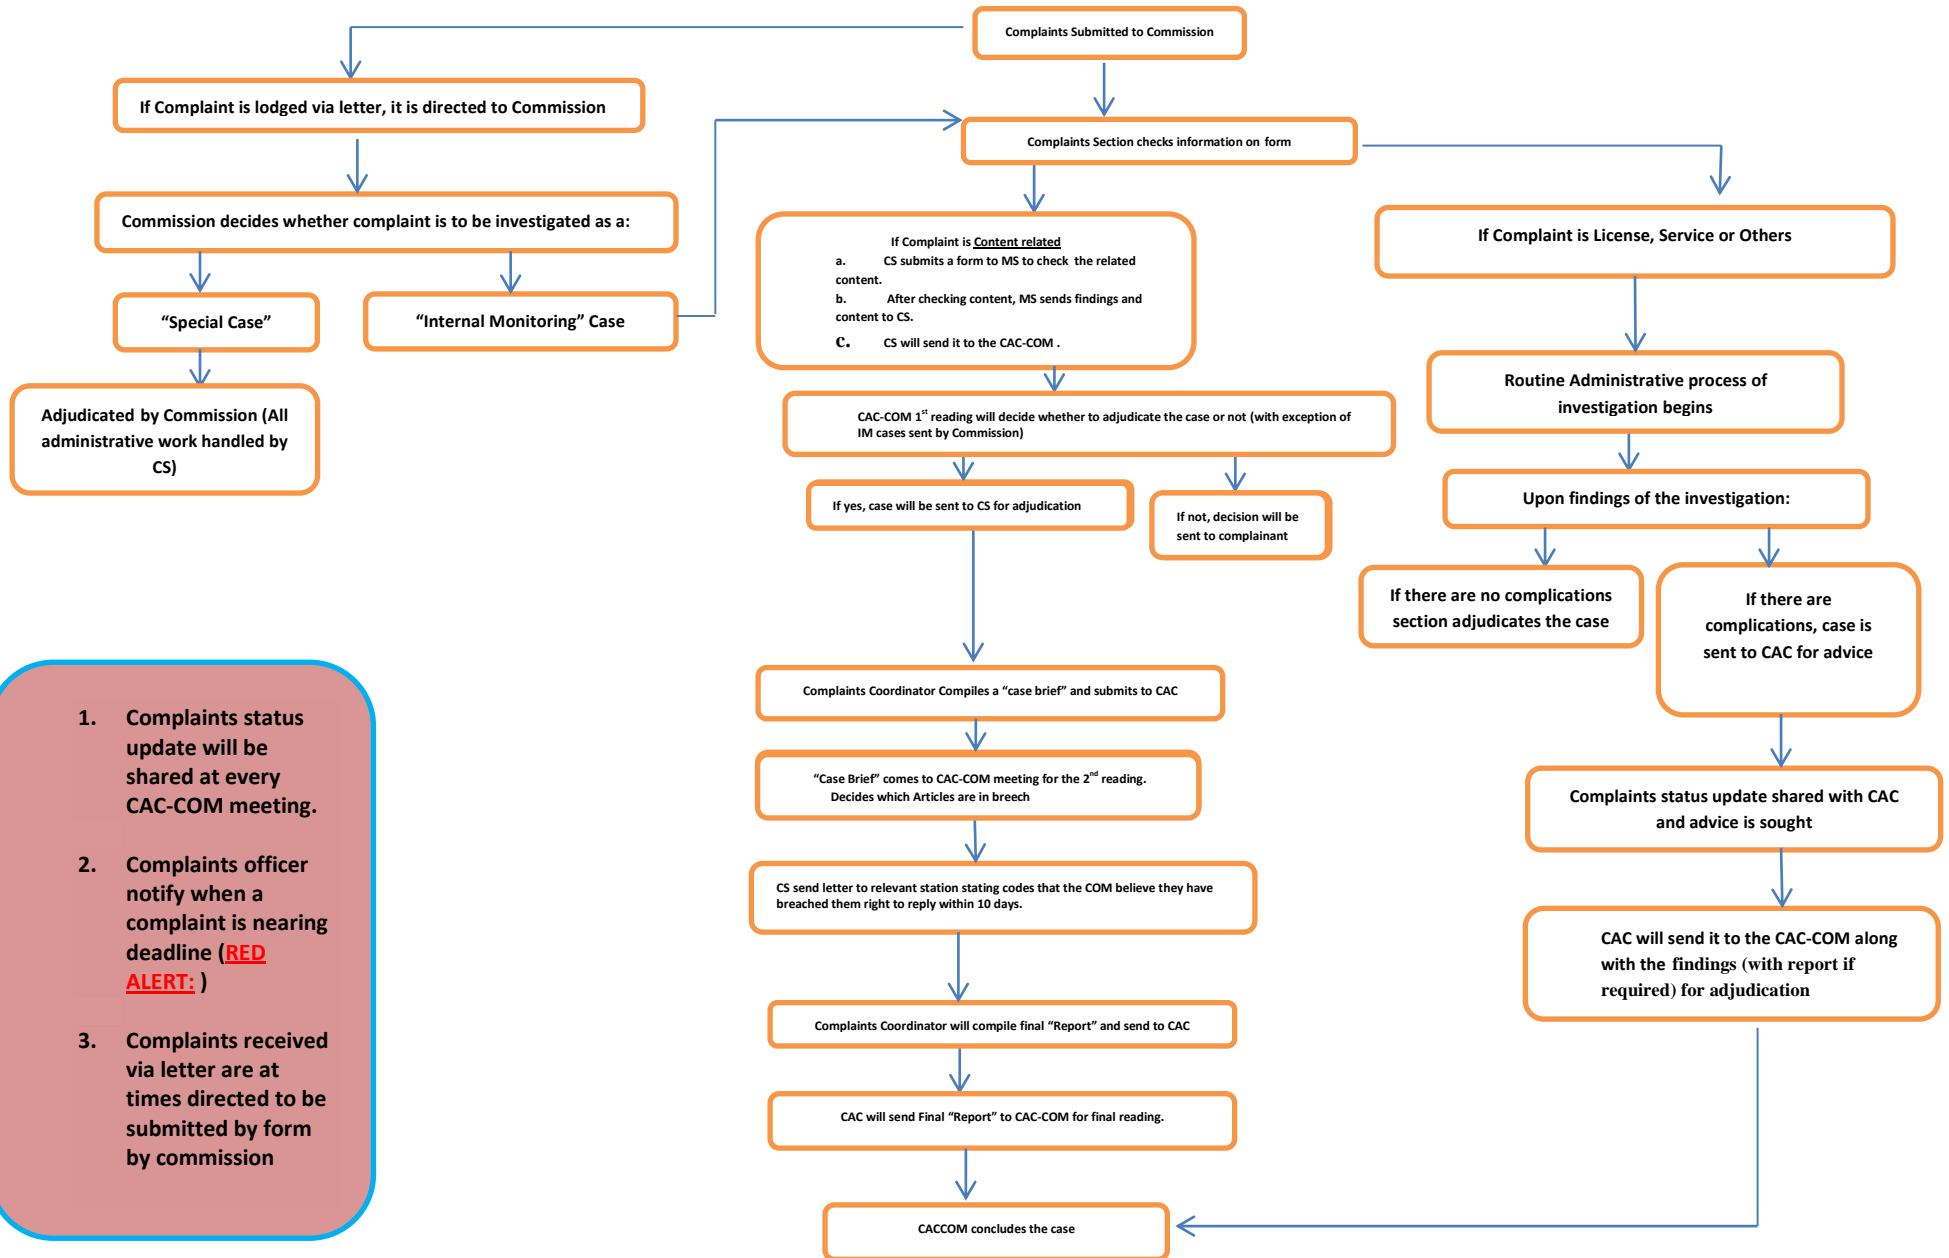 Complaints Submitted to Commission
If Complaint is lodged via letter, it is directed to Commission
Complaints Section checks information on form
Commission decides whether complaint is to be investigated as a:
“Special Case”
“Internal Monitoring” Case
Adjudicated by Commission (All
administrative work handled by
CS)
If Complaint is Content related
a. CS submits a form to MS to check the related
content.
b. After checking content, MS sends findings and
content to CS.
c. CS will send it to the CAC-COM .
CAC-COM 1st reading will decide whether to adjudicate the case or not (with exception of
IM cases sent by Commission)
If yes, case will be sent to CS for adjudication
If not, decision will be
sent to complainant
Complaints Coordinator Compiles a “case brief” and submits to CAC
“Case Brief” comes to CAC-COM meeting for the 2nd reading.
Decides which Articles are in breech
CS send letter to relevant station stating codes that the COM believe they have
breached them right to reply within 10 days.
Complaints Coordinator will compile final “Report” and send to CAC
CAC will send Final “Report” to CAC-COM for final reading.
CACCOM concludes the case
If Complaint is License, Service or Others
Routine Administrative process of
investigation begins
Upon findings of the investigation:
If there are no complications
section adjudicates the case
If there are
complications, case is
sent to CAC for advice
Complaints status update shared with CAC
and advice is sought
CAC will send it to the CAC-COM along
with the findings (with report if
required) for adjudication
1. Complaints status
update will be
shared at every
CAC-COM meeting.
2. Complaints officer
notify when a
complaint is nearing
deadline (RED
ALERT: )
3. Complaints received
via letter are at
times directed to be
submitted by form
by commission